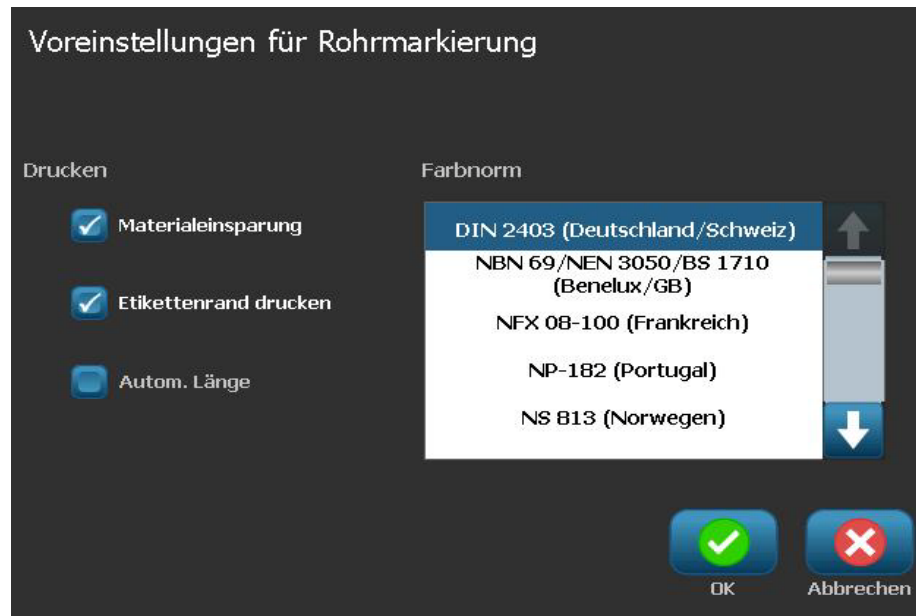 Voreinstellungen für Rohrmarkierung
Drucken
Materialeinsparung
Etikettenrand drucken
Autom. Länge
Farbnorm
DIN 2403 (Deutschland/Schweiz)
NBN 69/NEN 3050/BS 1710
(Benelux/GB)
NFX 08-100 (Frankreich)
NP-182 (Portugal)
NS 813 (Norwegen)
OK
Abbrechen